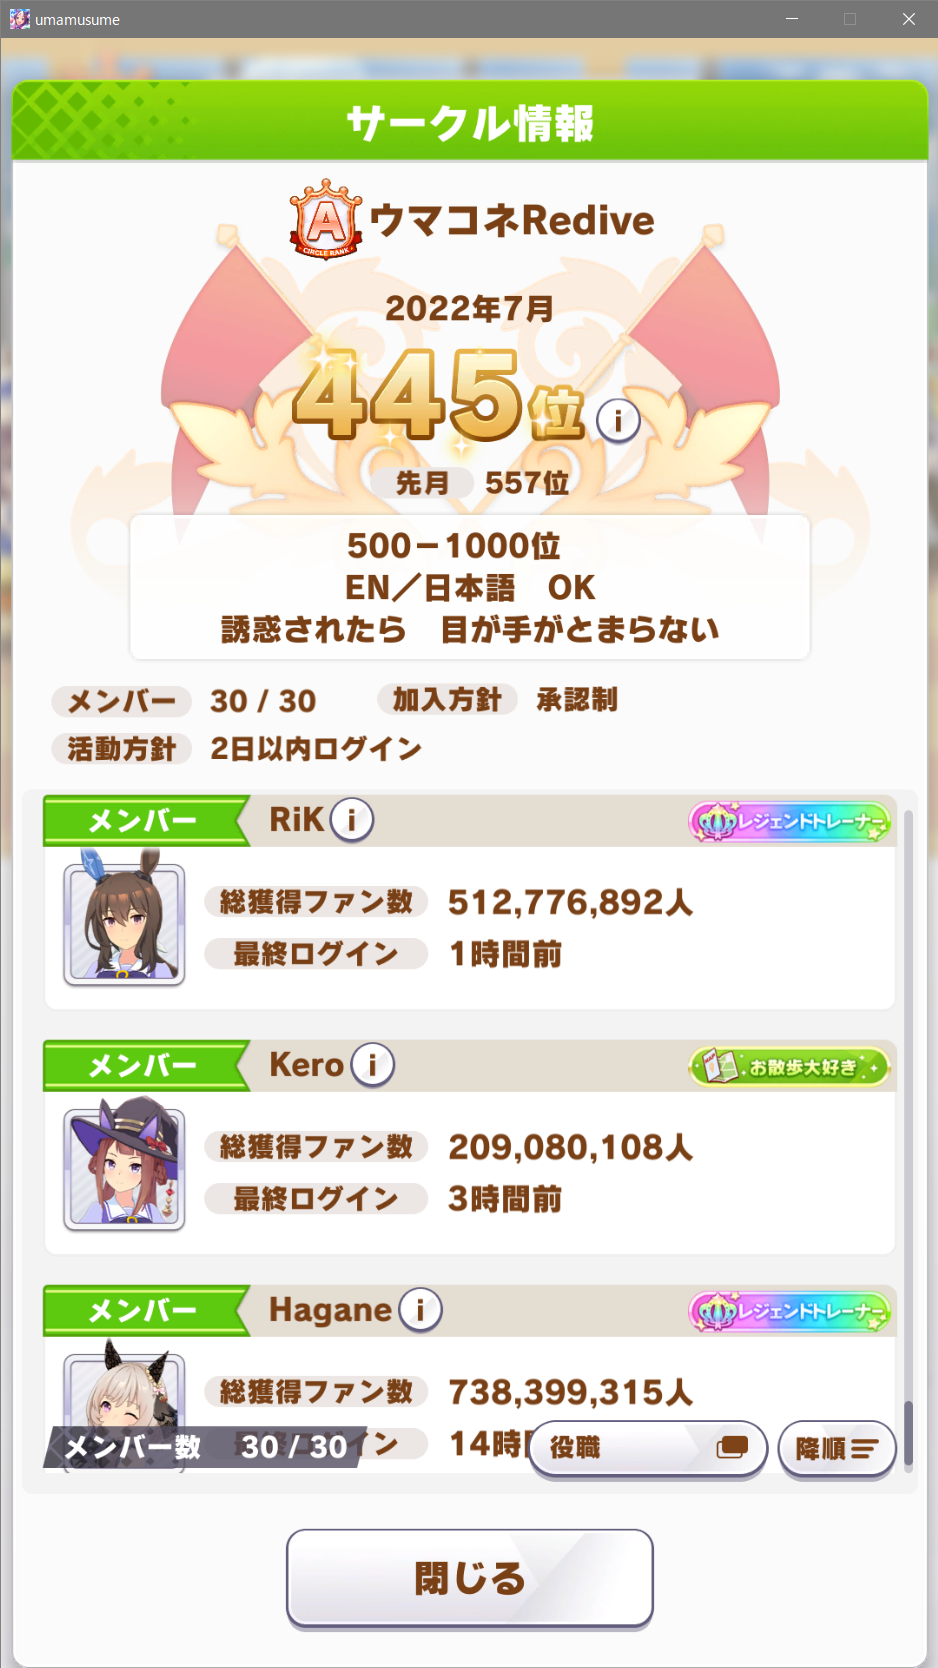 umamusume
サークル情報
A
CIRCLE RANK
ウマコネRedive
2022年7月
445位
i
先月 557位
500－1000位
EN／日本語　OK
誘惑されたら　目が手がとまらない
メンバー 30 / 30 加入方針 承認制
活動方針 2日以内ログイン
メンバー RiK i レジェンドトレーナー
総獲得ファン数 512,776,892人
最終ログイン 1時間前
メンバー Kero i お散歩大好き
総獲得ファン数 209,080,108人
最終ログイン 3時間前
メンバー Hagane i レジェンドトレーナー
総獲得ファン数 738,399,315人
イン 14時
メンバー数 30 / 30 役職 降順
閉じる